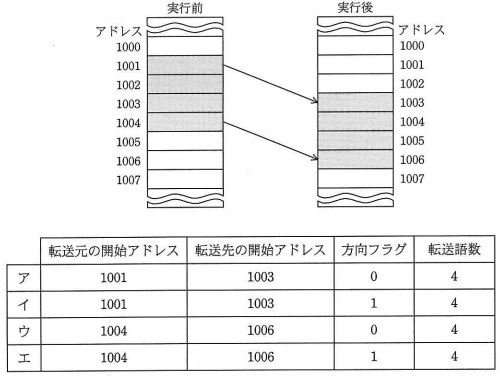 実行前 実行後
アドレス アドレス
1000 1000
1001 1001
1002 1002
1003 1003
1004 1004
1005 1005
1006 1006
1007 1007
転送元の開始アドレス 転送先の開始アドレス 方向フラグ 転送語数
ア 1001 1003 0 4
イ 1001 1003 1 4
ウ 1004 1006 0 4
エ 1004 1006 1 4